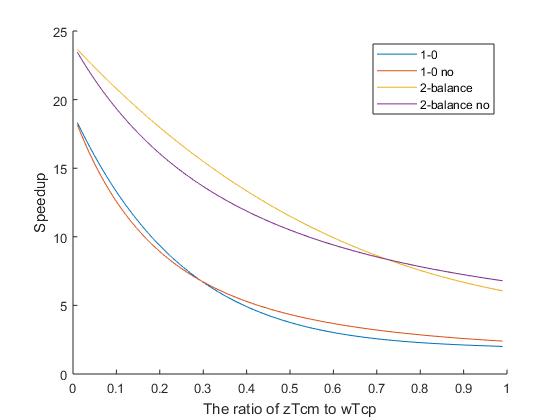 25
20
15
10
5
0
Speedup
1-0
1-0 no
2-balance
2-balance no
0 0.1 0.2 0.3 0.4 0.5 0.6 0.7 0.8 0.9 1
The ratio of zTcm to wTcp